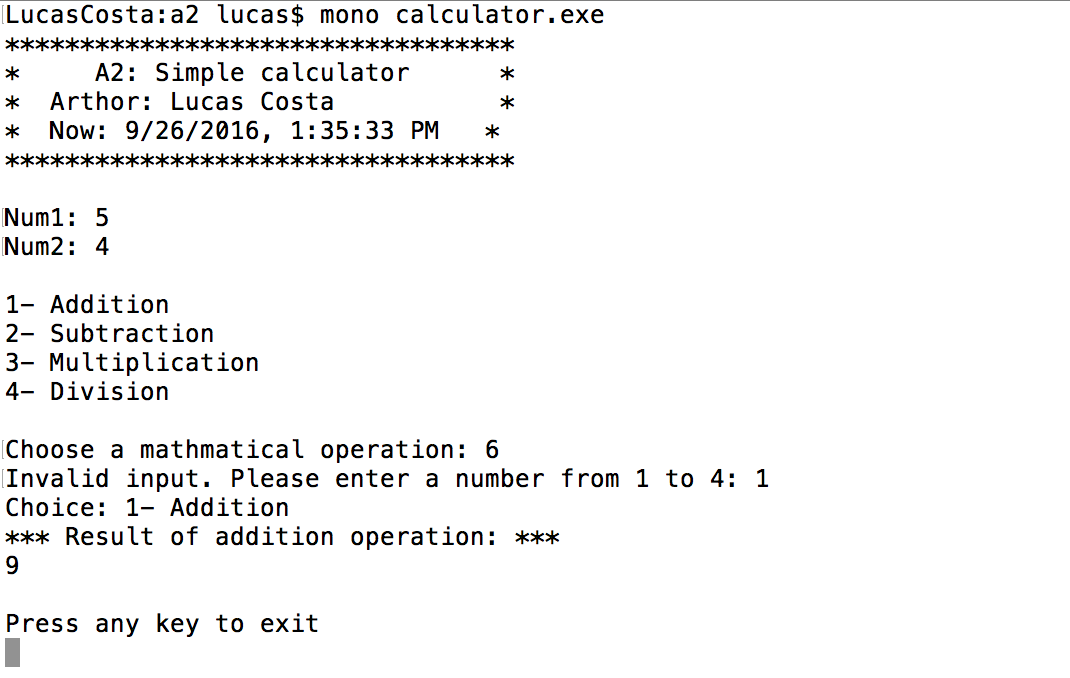 LucasCosta:a2 lucas$ mono calculator.exe
**********************************
*     A2: Simple calculator      *
*  Arthor: Lucas Costa           *
*  Now: 9/26/2016, 1:35:33 PM   *
**********************************
Num1: 5
Num2: 4
1- Addition
2- Subtraction
3- Multiplication
4- Division
Choose a mathmatical operation: 6
Invalid input. Please enter a number from 1 to 4: 1
Choice: 1- Addition
*** Result of addition operation: ***
9
Press any key to exit